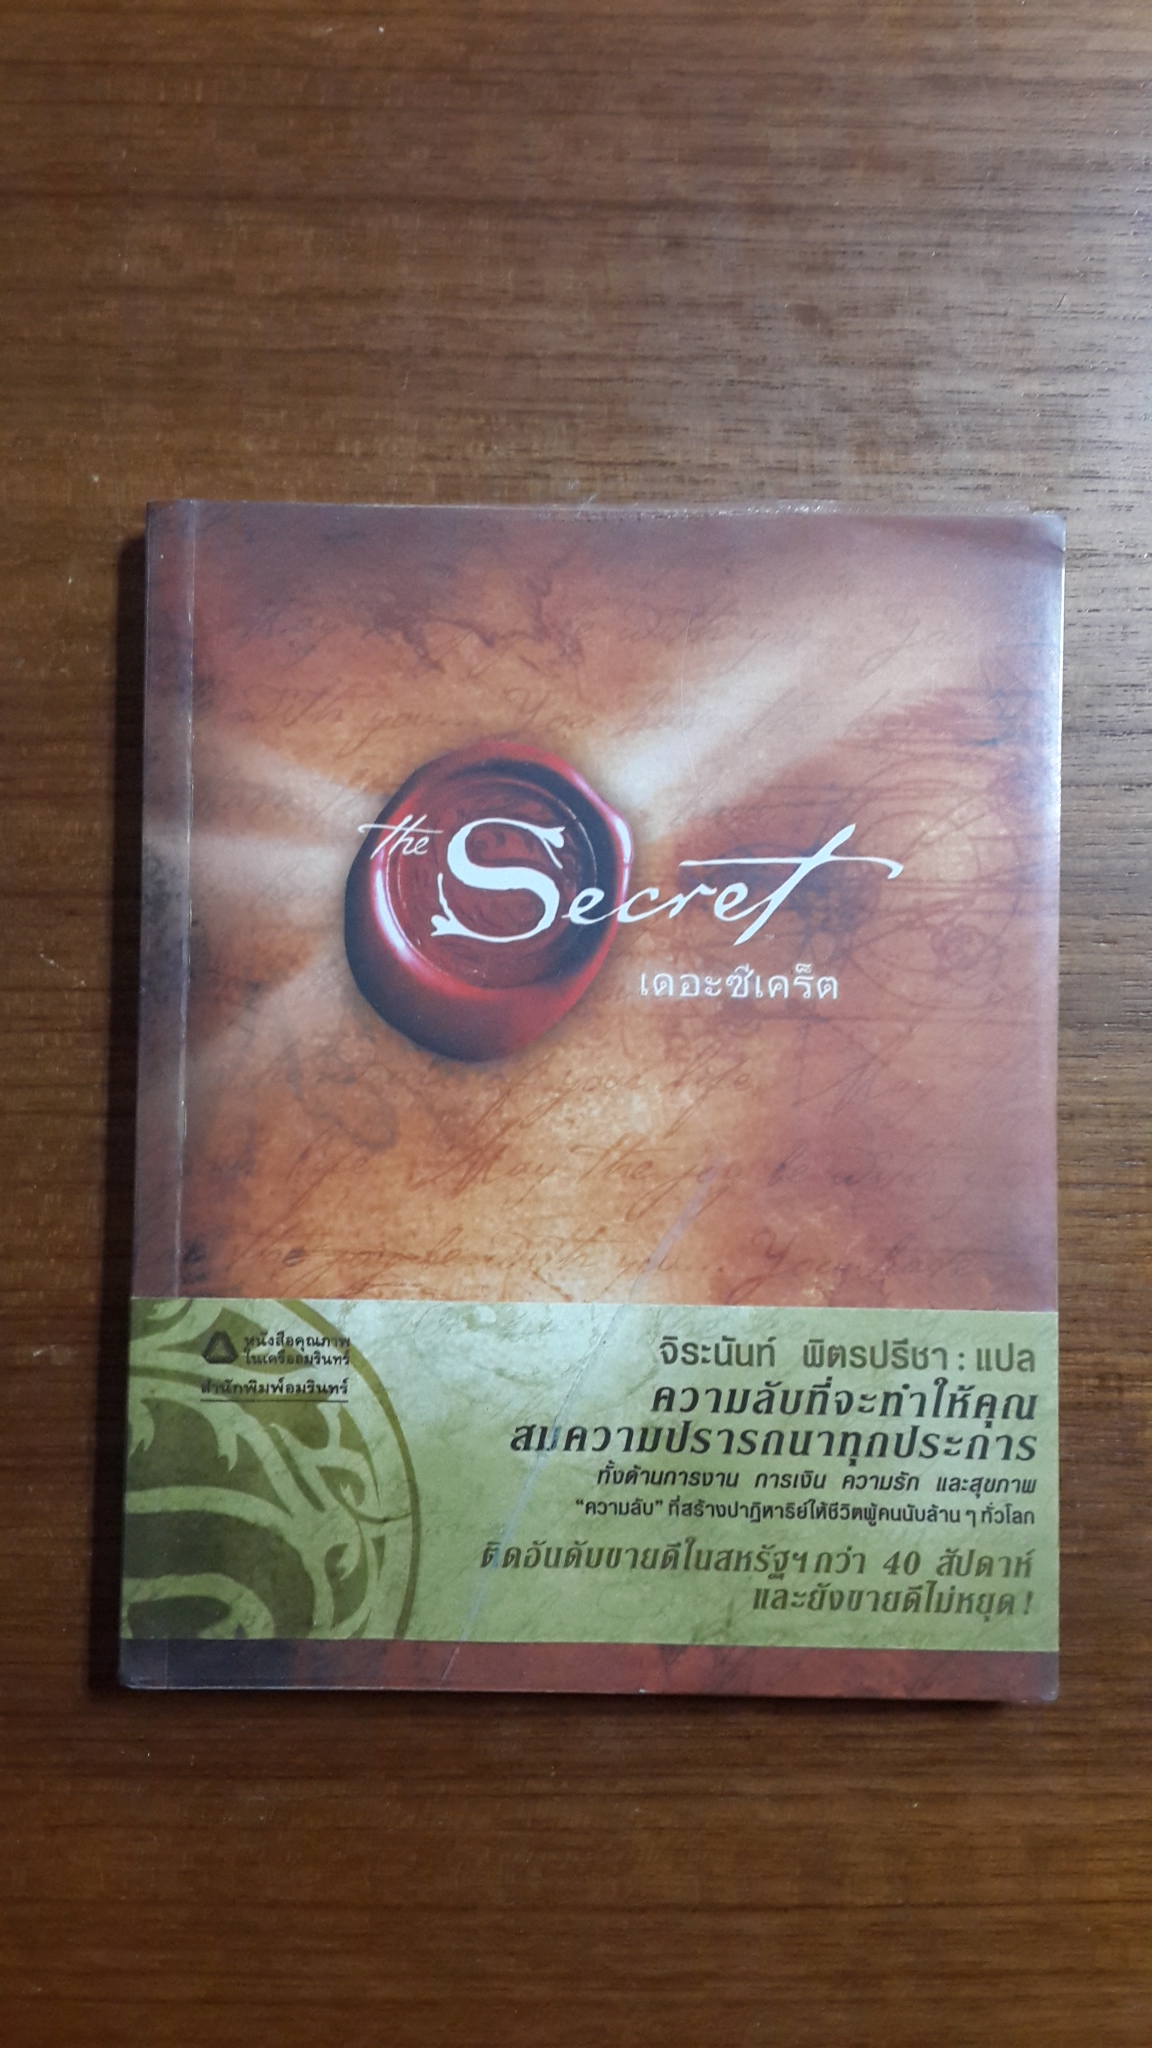 the Secret
เดอะซีเคร็ต
หนังสือคุณภาพ
ในเครืออมรินทร์
สำนักพิมพ์อมรินทร์
จิระนันท์ พิตรปรีชา : แปล
ความลับที่จะทำให้คุณ
สมความปรารถนาทุกประการ
ทั้งด้านการงาน การเงิน ความรัก และสุขภาพ
“ความลับ” ที่สร้างปาฏิหาริย์ให้ชีวิตผู้คนนับล้าน ๆ ทั่วโลก
ติดอันดับขายดีในสหรัฐฯ กว่า 40 สัปดาห์
และยังขายดีไม่หยุด !